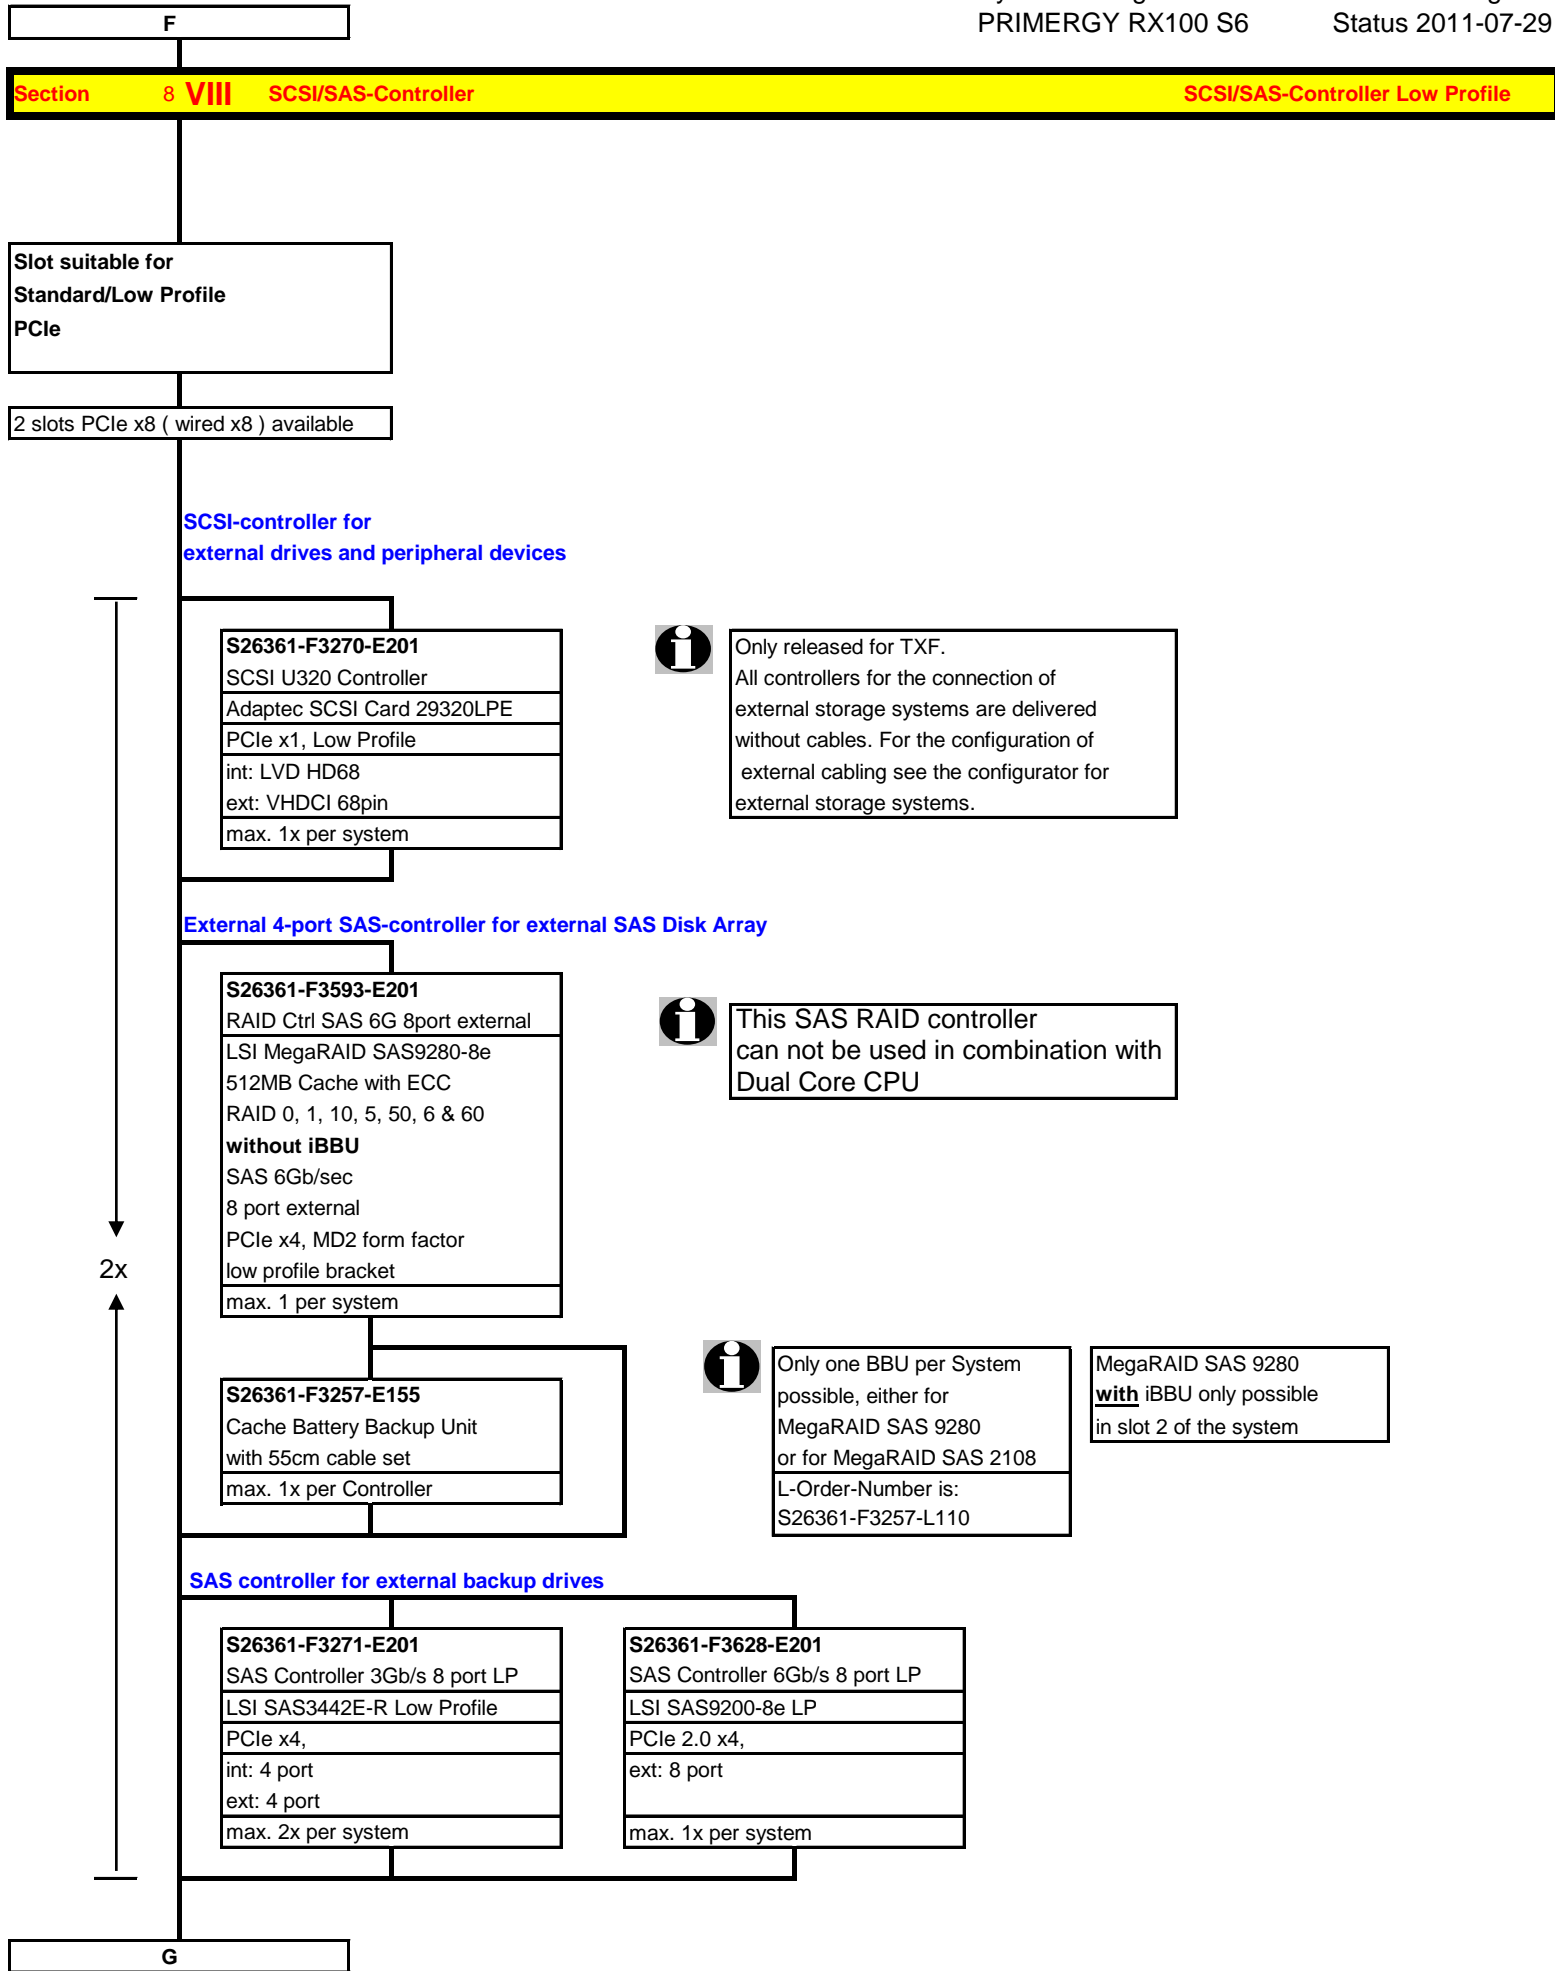 F
PRIMERGY RX100 S6 Status 2011-07-29
Section 8 VIII SCSI/SAS-Controller SCSI/SAS-Controller Low Profile
Slot suitable for
Standard/Low Profile
PCIe
2 slots PCIe x8 ( wired x8 ) available
SCSI-controller for
external drives and peripheral devices
S26361-F3270-E201
SCSI U320 Controller
Adaptec SCSI Card 29320LPE
PCIe x1, Low Profile
int: LVD HD68
ext: VHDCI 68pin
max. 1x per system
Only released for TXF.
All controllers for the connection of
external storage systems are delivered
without cables. For the configuration of
external cabling see the configurator for
external storage systems.
External 4-port SAS-controller for external SAS Disk Array
S26361-F3593-E201
RAID Ctrl SAS 6G 8port external
LSI MegaRAID SAS9280-8e
512MB Cache with ECC
RAID 0, 1, 10, 5, 50, 6 & 60
without iBBU
SAS 6Gb/sec
8 port external
PCIe x4, MD2 form factor
low profile bracket
max. 1 per system
This SAS RAID controller
can not be used in combination with
Dual Core CPU
2x
S26361-F3257-E155
Cache Battery Backup Unit
with 55cm cable set
max. 1x per Controller
Only one BBU per System
possible, either for
MegaRAID SAS 9280
or for MegaRAID SAS 2108
L-Order-Number is:
S26361-F3257-L110
MegaRAID SAS 9280
with iBBU only possible
in slot 2 of the system
SAS controller for external backup drives
S26361-F3271-E201
SAS Controller 3Gb/s 8 port LP
LSI SAS3442E-R Low Profile
PCIe x4,
int: 4 port
ext: 4 port
max. 2x per system
S26361-F3628-E201
SAS Controller 6Gb/s 8 port LP
LSI SAS9200-8e LP
PCIe 2.0 x4,
ext: 8 port
max. 1x per system
G